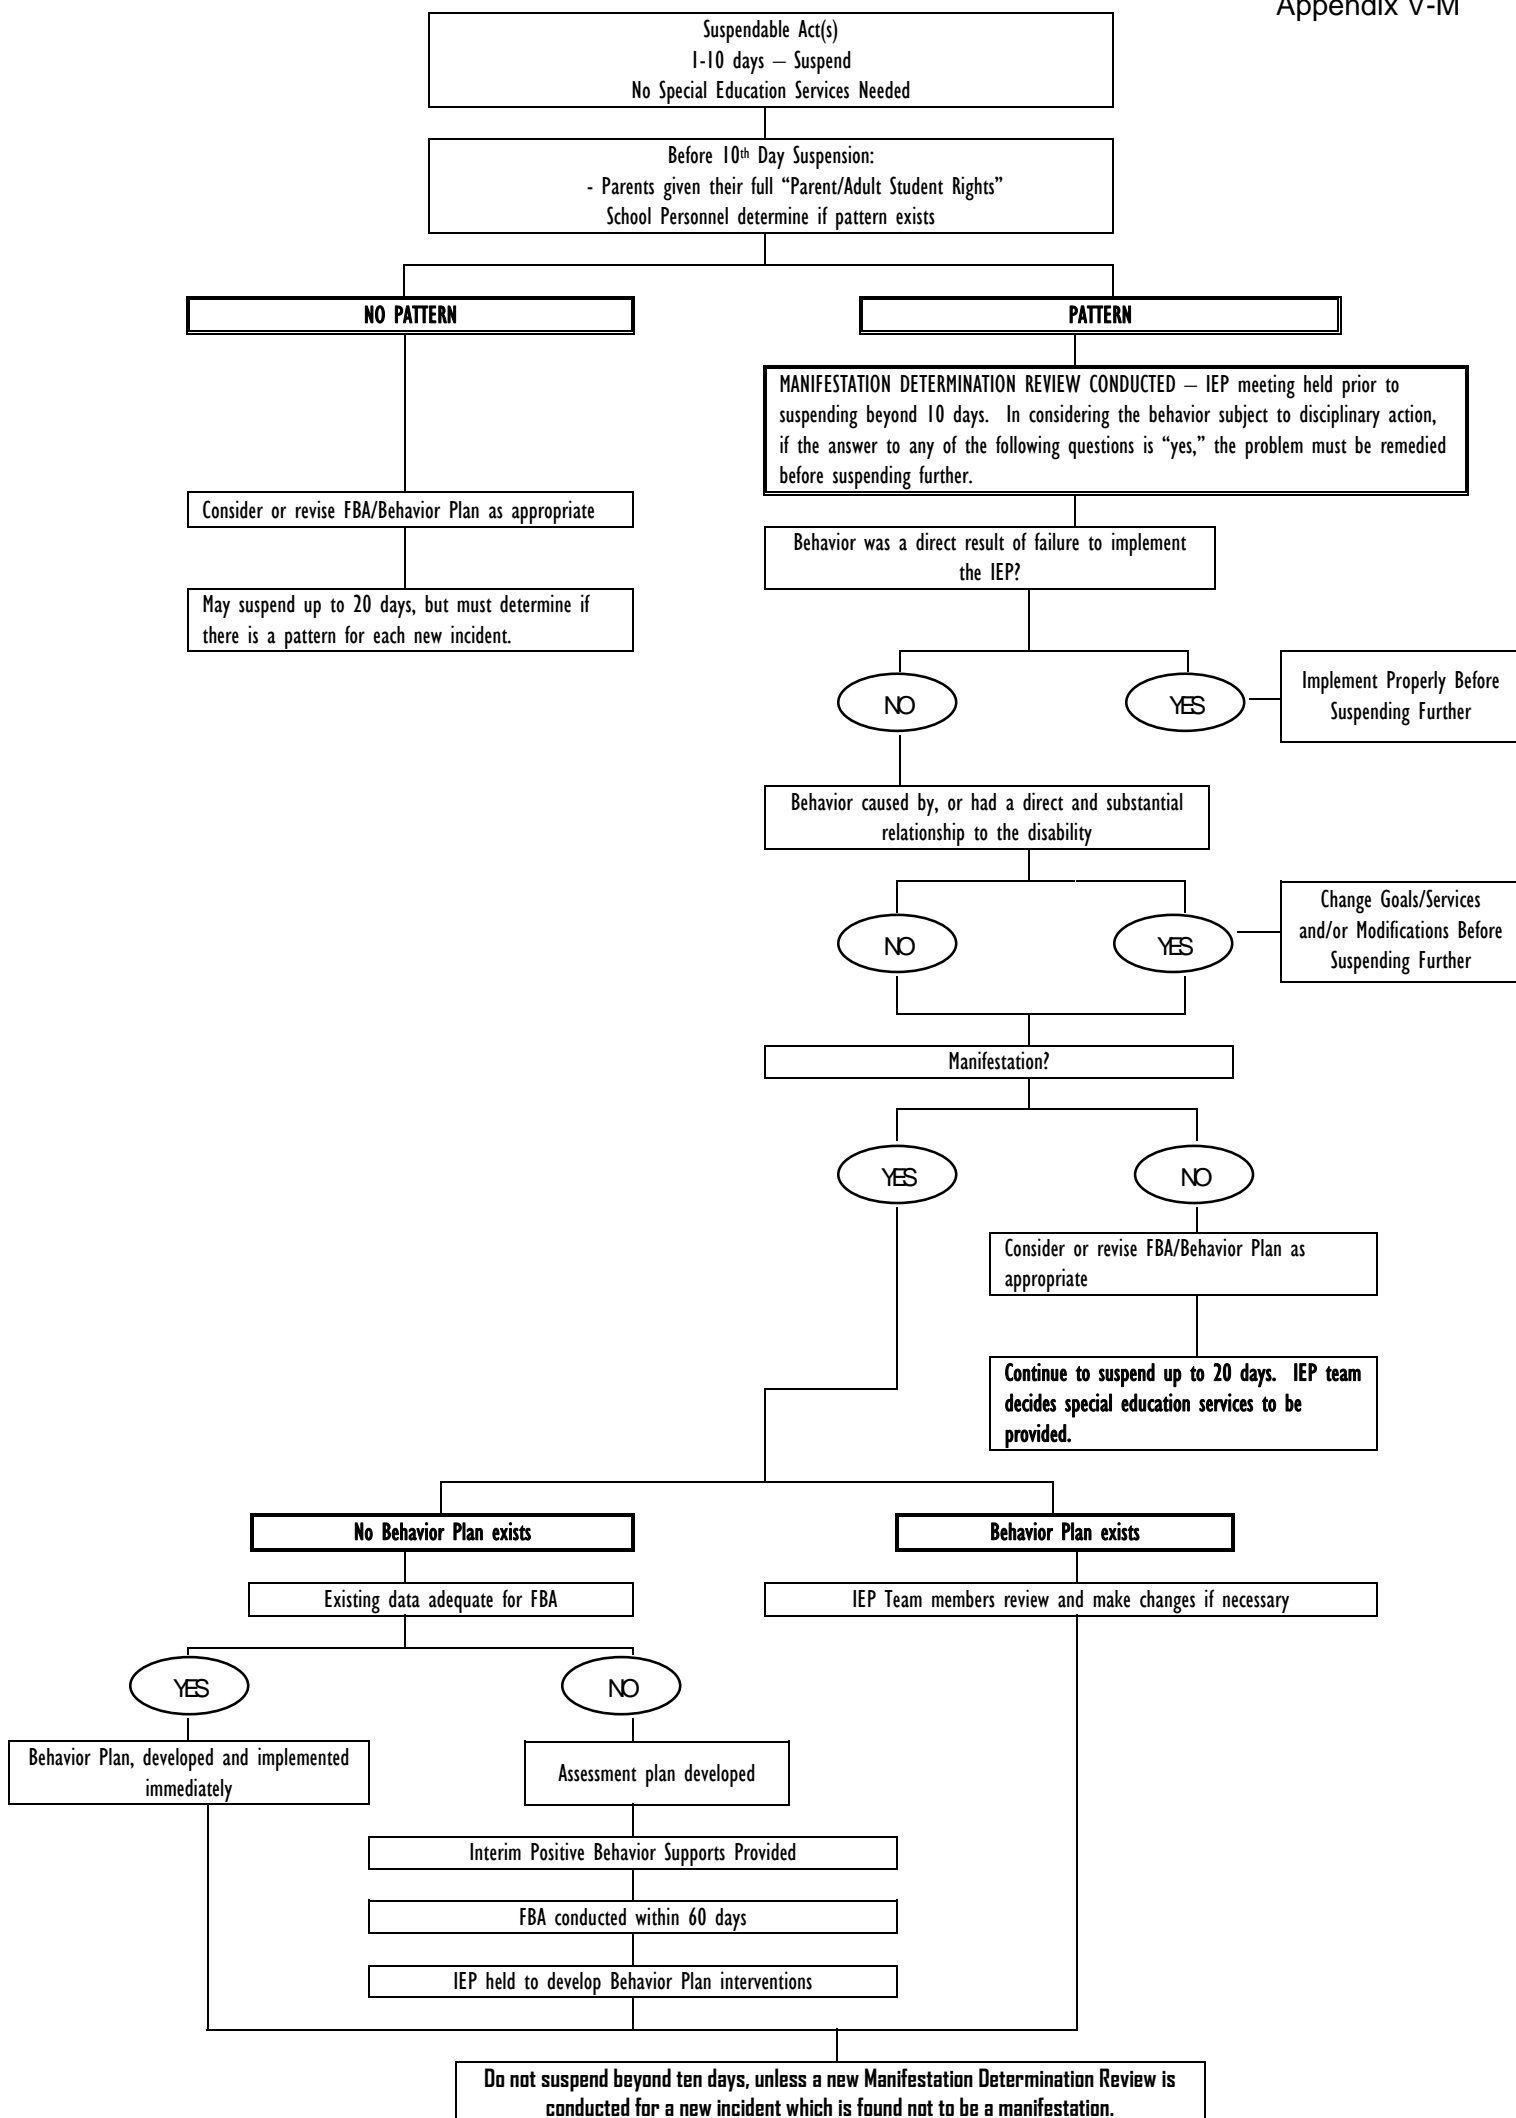 Appendix V-M
Suspendable Act(s)
1-10 days – Suspend
No Special Education Services Needed
Before 10th Day Suspension:
- Parents given their full “Parent/Adult Student Rights”
School Personnel determine if pattern exists
NO PATTERN
PATTERN
MANIFESTATION DETERMINATION REVIEW CONDUCTED – IEP meeting held prior to
suspending beyond 10 days. In considering the behavior subject to disciplinary action,
if the answer to any of the following questions is “yes,” the problem must be remedied
before suspending further.
Consider or revise FBA/Behavior Plan as appropriate
Behavior was a direct result of failure to implement
the IEP?
May suspend up to 20 days, but must determine if
there is a pattern for each new incident.
NO
YES
Implement Properly Before
Suspending Further
Behavior caused by, or had a direct and substantial
relationship to the disability
NO
YES
Change Goals/Services
and/or Modifications Before
Suspending Further
Manifestation?
YES
NO
Consider or revise FBA/Behavior Plan as
appropriate
Continue to suspend up to 20 days. IEP team
decides special education services to be
provided.
No Behavior Plan exists
Behavior Plan exists
Existing data adequate for FBA
IEP Team members review and make changes if necessary
YES
NO
Behavior Plan, developed and implemented
immediately
Assessment plan developed
Interim Positive Behavior Supports Provided
FBA conducted within 60 days
IEP held to develop Behavior Plan interventions
Do not suspend beyond ten days, unless a new Manifestation Determination Review is
conducted for a new incident which is found not to be a manifestation.